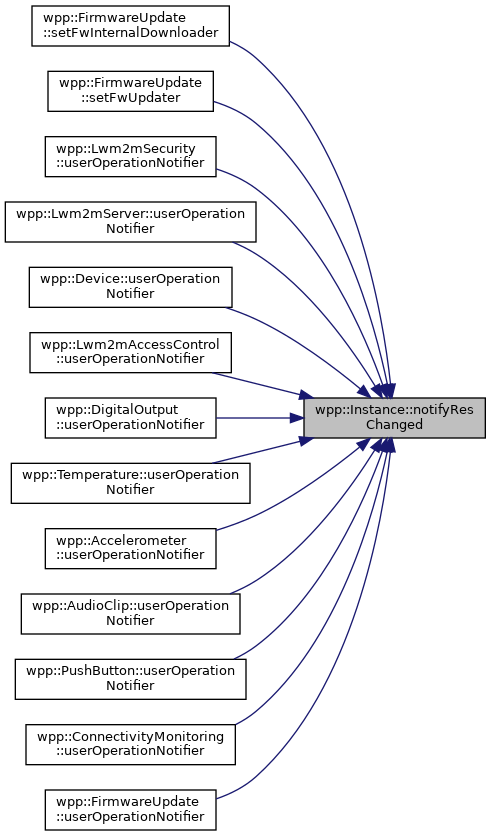 wpp::FirmwareUpdate
::setFwInternalDownloader
wpp::FirmwareUpdate
::setFwUpdater
wpp::Lwm2mSecurity
::userOperationNotifier
wpp::Lwm2mServer::userOperation
Notifier
wpp::Device::userOperation
Notifier
wpp::Lwm2mAccessControl
::userOperationNotifier
wpp::DigitalOutput
::userOperationNotifier
wpp::Temperature::userOperation
Notifier
wpp::Accelerometer
::userOperationNotifier
wpp::AudioClip::userOperation
Notifier
wpp::PushButton::userOperation
Notifier
wpp::ConnectivityMonitoring
::userOperationNotifier
wpp::FirmwareUpdate
::userOperationNotifier
wpp::Instance::notifyRes
Changed